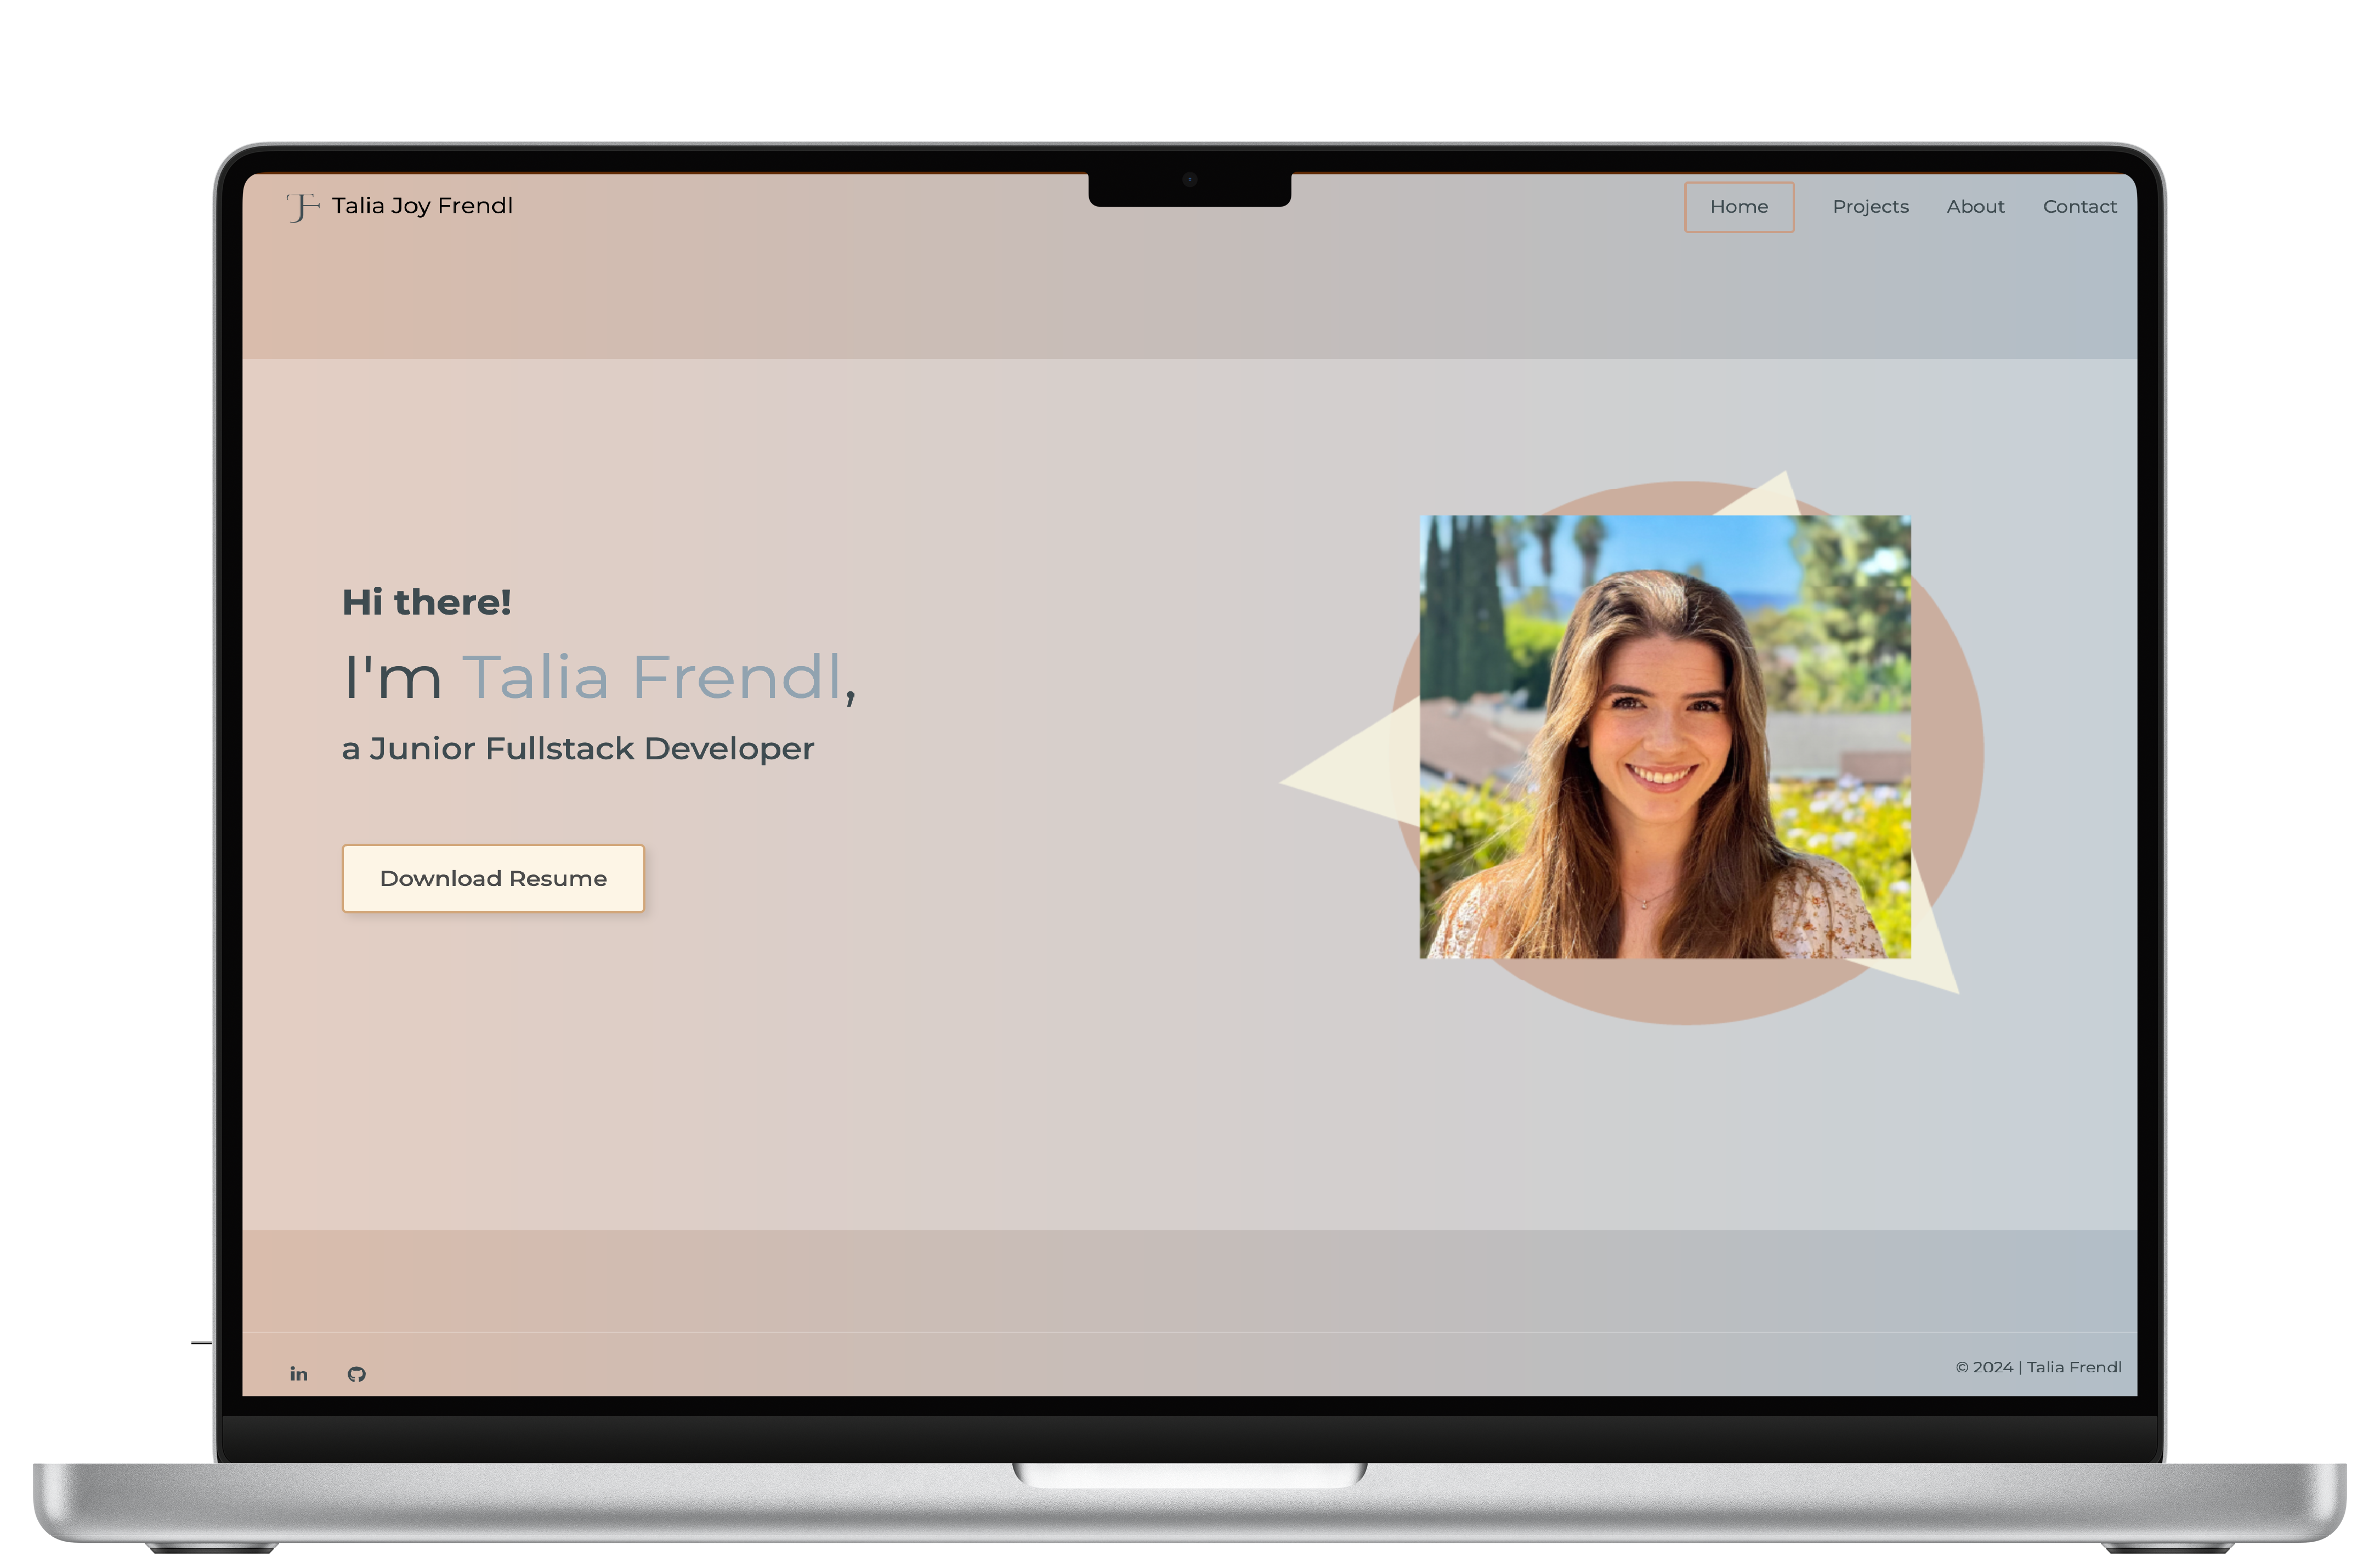 TJF Talia Joy Frendl
Home Projects About Contact
Hi there!
I'm Talia Frendl,
a Junior Fullstack Developer
Download Resume
in
© 2024 | Talia Frendl